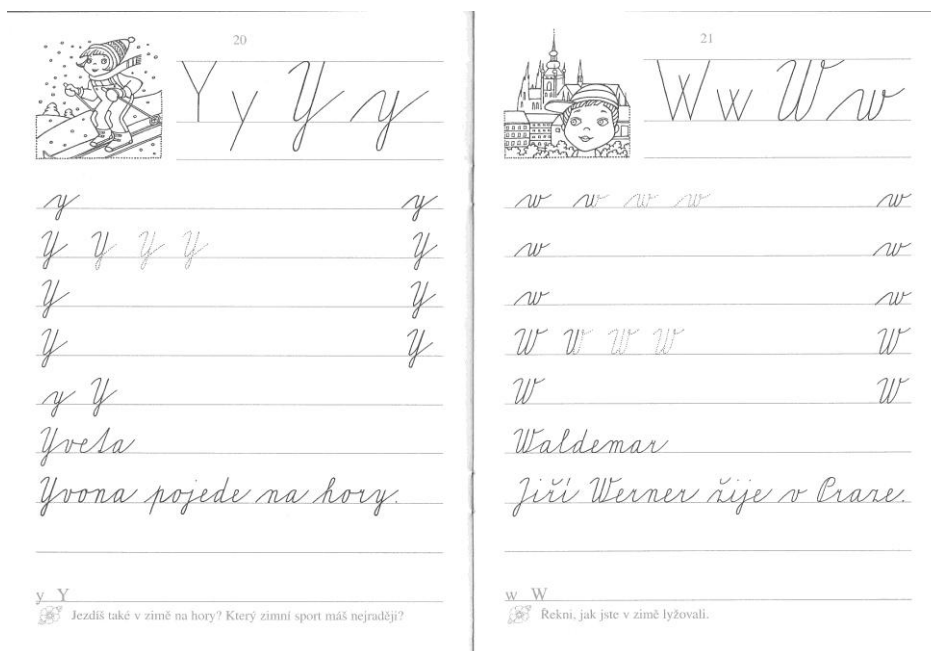 20
Y y Y y
y y
Y Y Y Y Y
Y Y
Y Y
y Y
Yveta
Yvona pojede na hory.
y Y
Jezdíš také v zimě na hory? Který zimní sport máš nejraději?
21
W w W w
w w w w w
w w
w w
W W W W W
W W
Waldemar
Jiří Werner žije v Praze.
w W
Řekni, jak jste v zimě lyžovali.